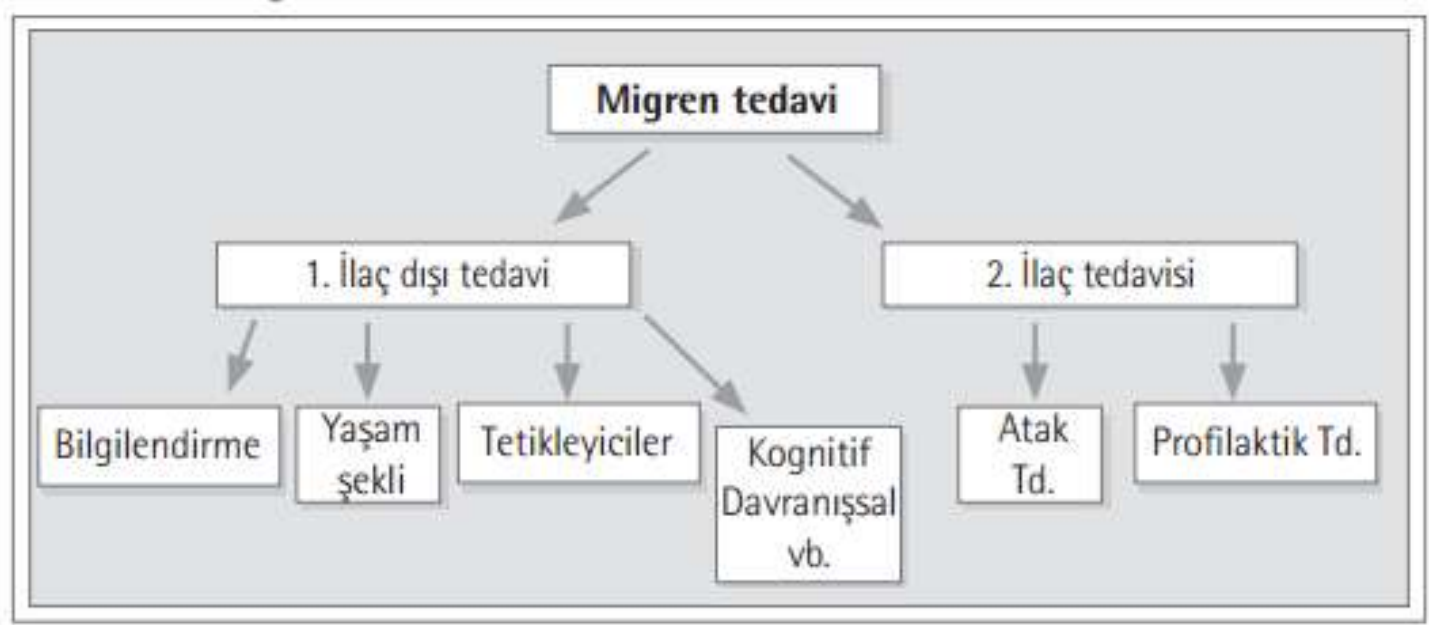 Migren tedavi
1. İlaç dışı tedavi
2. İlaç tedavisi
Bilgilendirme
Yaşam
şekli
Tetikleyiciler
Kognitif
Davranışsal
vb.
Atak
Td.
Profilaktik Td.